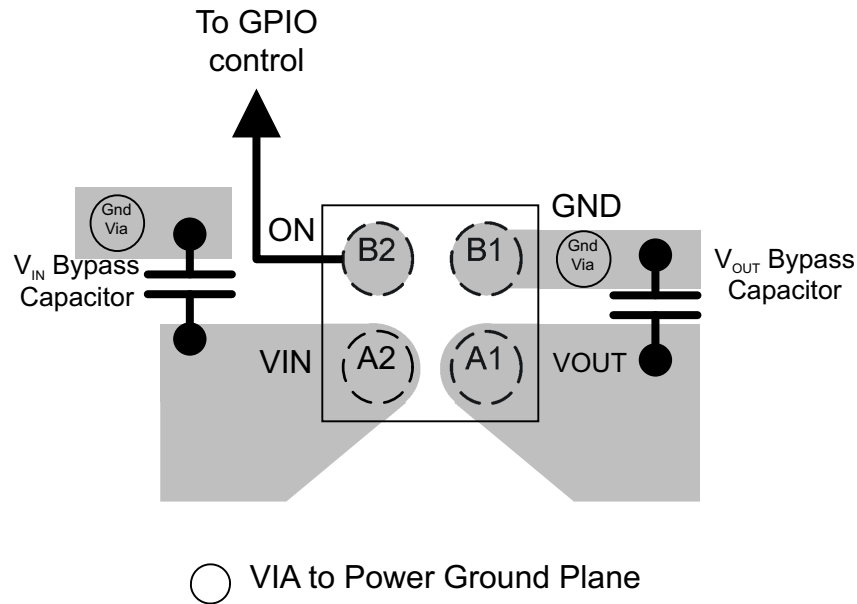 To GPIO
control
Gnd
Via
ON
B2
B1
GND
Gnd
Via
VIN Bypass
Capacitor
VOUT Bypass
Capacitor
VIN
A2
A1
VOUT
VIA to Power Ground Plane